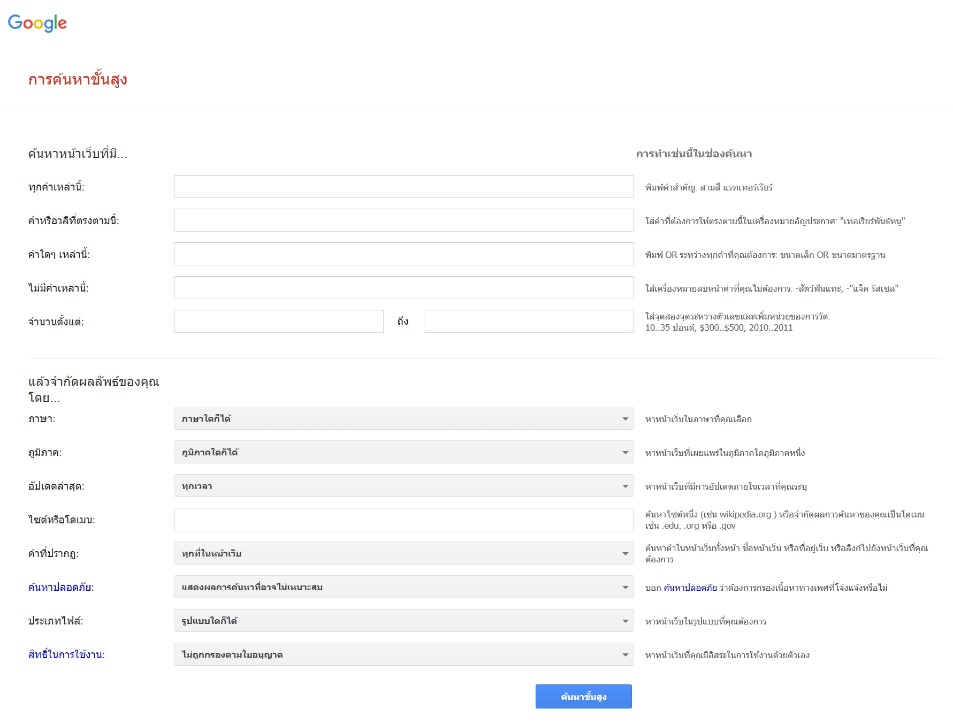 Google
การค้นหาขั้นสูง
ค้นหาหน้าเว็บที่มี...
การทำเช่นนี้ในช่องค้นหา
ทุกคำเหล่านี้:
พิมพ์คำสำคัญ: สามสี แรทเทอร์เรียร์
คำหรือวลีที่ตรงตามนี้:
ใส่คำที่ต้องการให้ตรงตามนี้ในเครื่องหมายอัญประกาศ: "เทอเรียร์พันธ์หนู"
คำใดๆ เหล่านี้:
พิมพ์ OR ระหว่างทุกคำที่คุณต้องการ: ขนาดเล็ก OR ขนาดมาตรฐาน
ไม่มีคำเหล่านี้:
ใส่เครื่องหมายลบหน้าคำที่คุณไม่ต้องการ: -สัตว์ฟันแทะ, -"แจ็ค รัสเซล"
จำนวนตั้งแต่:
ถึง
ใส่จุดสองจุดระหว่างตัวเลขและเพิ่มหน่วยของการวัด:
10..35 ปอนด์, $300..$500, 2010..2011
แล้วจำกัดผลลัพธ์ของคุณ
โดย...
ภาษา:
ภาษาใดก็ได้
หาหน้าเว็บในภาษาที่คุณเลือก
ภูมิภาค:
ภูมิภาคใดก็ได้
หาหน้าเว็บที่เผยแพร่ในภูมิภาคใดภูมิภาคหนึ่ง
อัปเดตล่าสุด:
ทุกเวลา
หาหน้าเว็บที่มีการอัปเดตภายในเวลาที่คุณระบุ
ไซต์หรือโดเมน:
ค้นหาไซต์หนึ่ง (เช่น wikipedia.org ) หรือจำกัดผลการค้นหาของคุณเป็นโดเมน
เช่น .edu, .org หรือ .gov
คำที่ปรากฏ:
ทุกที่ในหน้าเว็บ
ค้นหาคำในหน้าเว็บทั้งหน้า ชื่อหน้าเว็บ หรือที่อยู่เว็บ หรือลิงก์ไปยังหน้าเว็บที่คุณ
ต้องการ
ค้นหาปลอดภัย:
แสดงผลการค้นหาที่อาจไม่เหมาะสม
บอก ค้นหาปลอดภัย ว่าต้องการกรองเนื้อหาทางเพศที่โจ่งแจ้งหรือไม่
ประเภทไฟล์:
รูปแบบใดก็ได้
หาหน้าเว็บในรูปแบบที่คุณต้องการ
สิทธิ์ในการใช้งาน:
ไม่ถูกกรองตามใบอนุญาต
หาหน้าเว็บที่คุณมีอิสระในการใช้งานด้วยตัวเอง
ค้นหาขั้นสูง